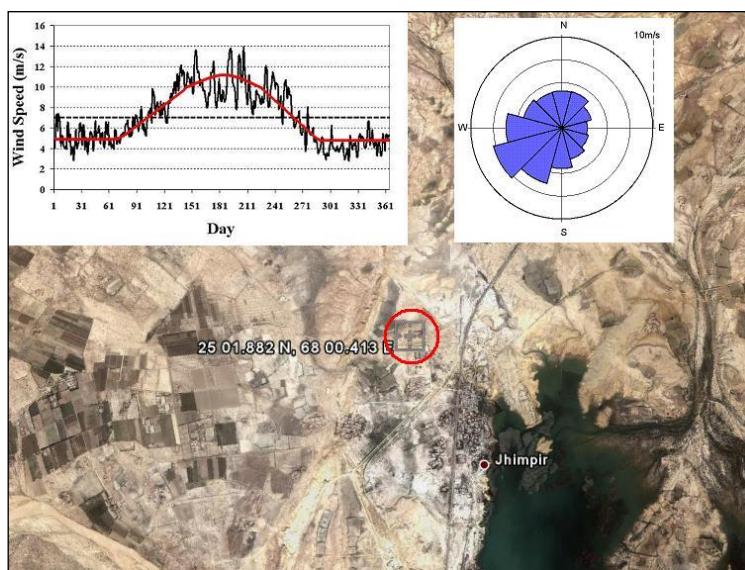 Wind Speed (m/s)
16
14
12
10
8
6
4
2
0
1 31 61 91 121 151 181 211 241 271 301 331 361
Day
N
10m/s
W
E
S
25 01.882 N, 68 00.413 E
Jhimpir